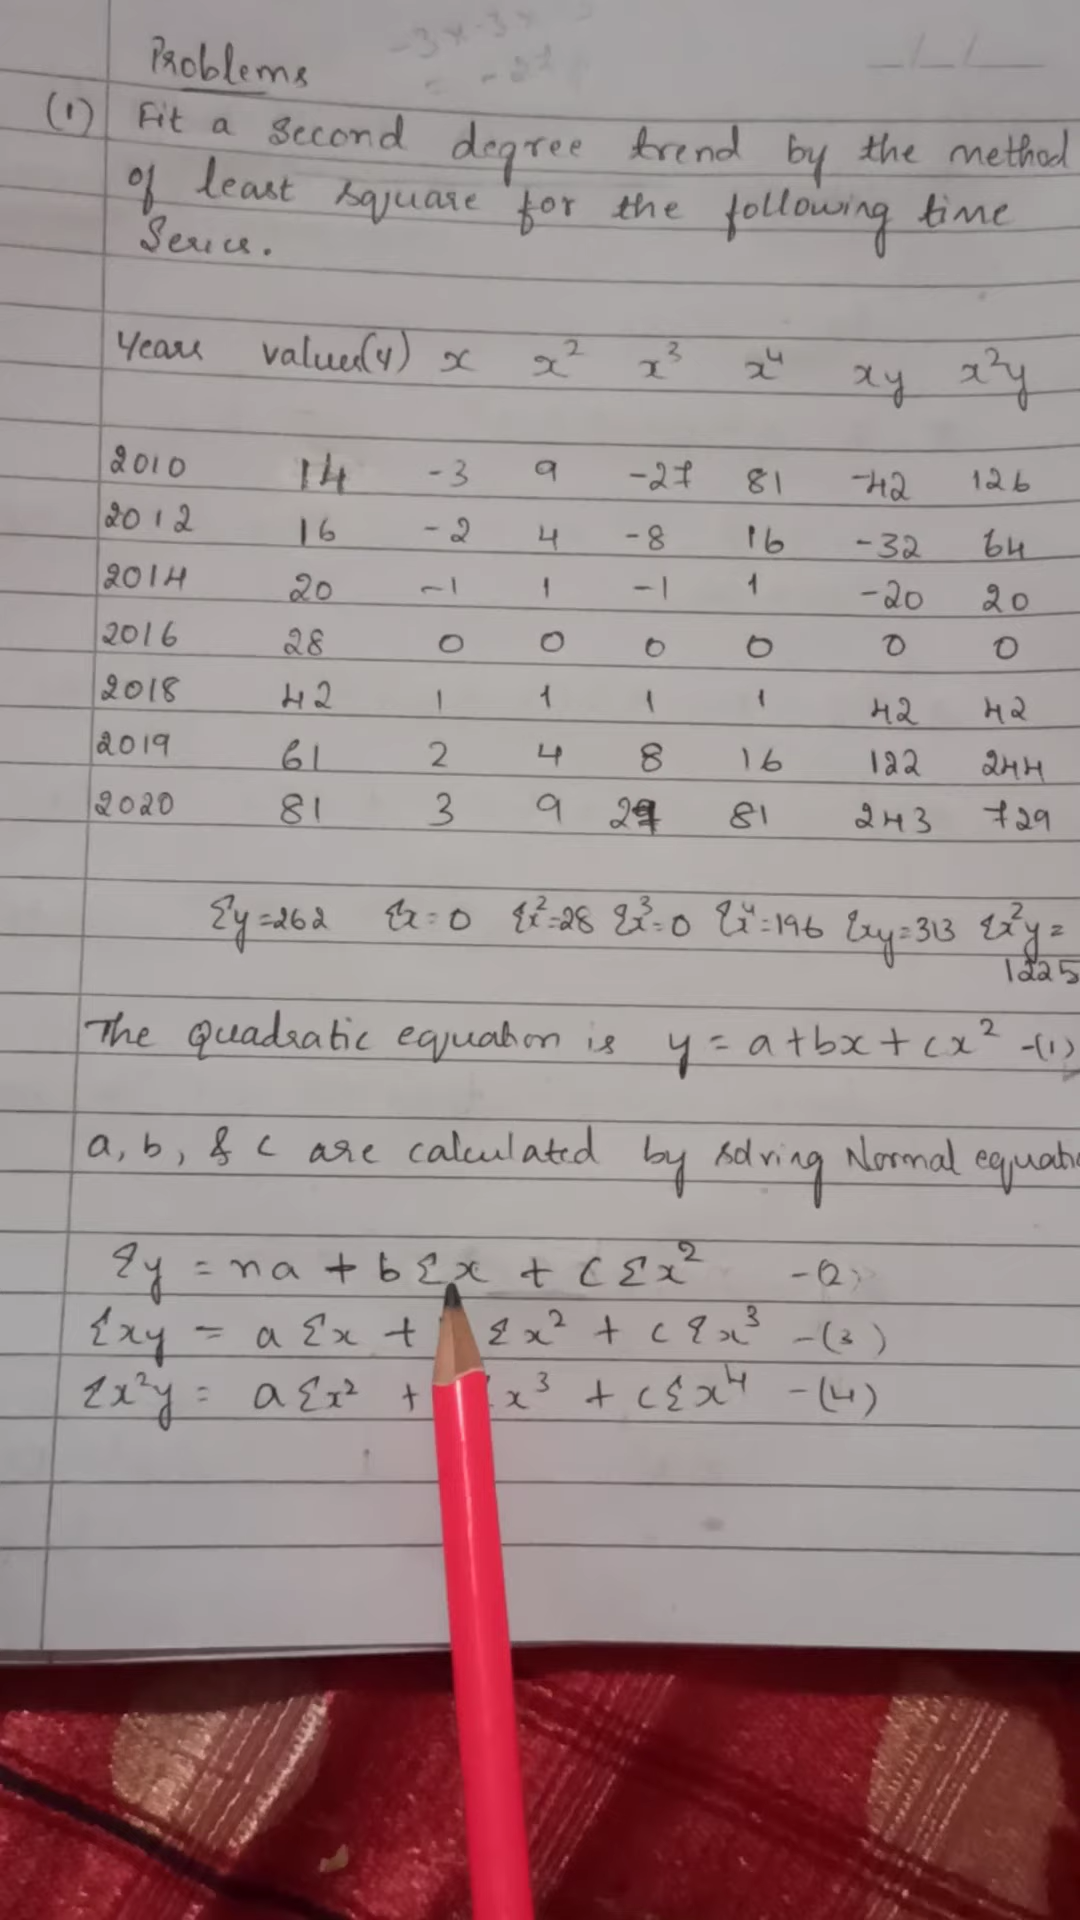 Problems
(1) Fit a second degree trend by the method
of least square for the following time
Series.
Years values(y) x x² x³ x⁴ xy x²y
2010 14 -3 9 -27 81 -42 126
2012 16 -2 4 -8 16 -32 64
2014 20 -1 1 -1 1 -20 20
2016 28 0 0 0 0 0 0
2018 42 1 1 1 1 42 42
2019 61 2 4 8 16 122 244
2020 81 3 9 27 81 243 729
Σy=262 Σx=0 Σx²=28 Σx³=0 Σx⁴=196 Σxy=313 Σx²y=
1225
The quadratic equation is y = a+bx+cx² -(1)
a, b, & c are calculated by solving Normal
Σy = na + bΣx + cΣx² -(2)
Σxy = aΣx + Σx² + cΣx³ -(3)
Σx²y = aΣx² + x³ + cΣx⁴ -(4)